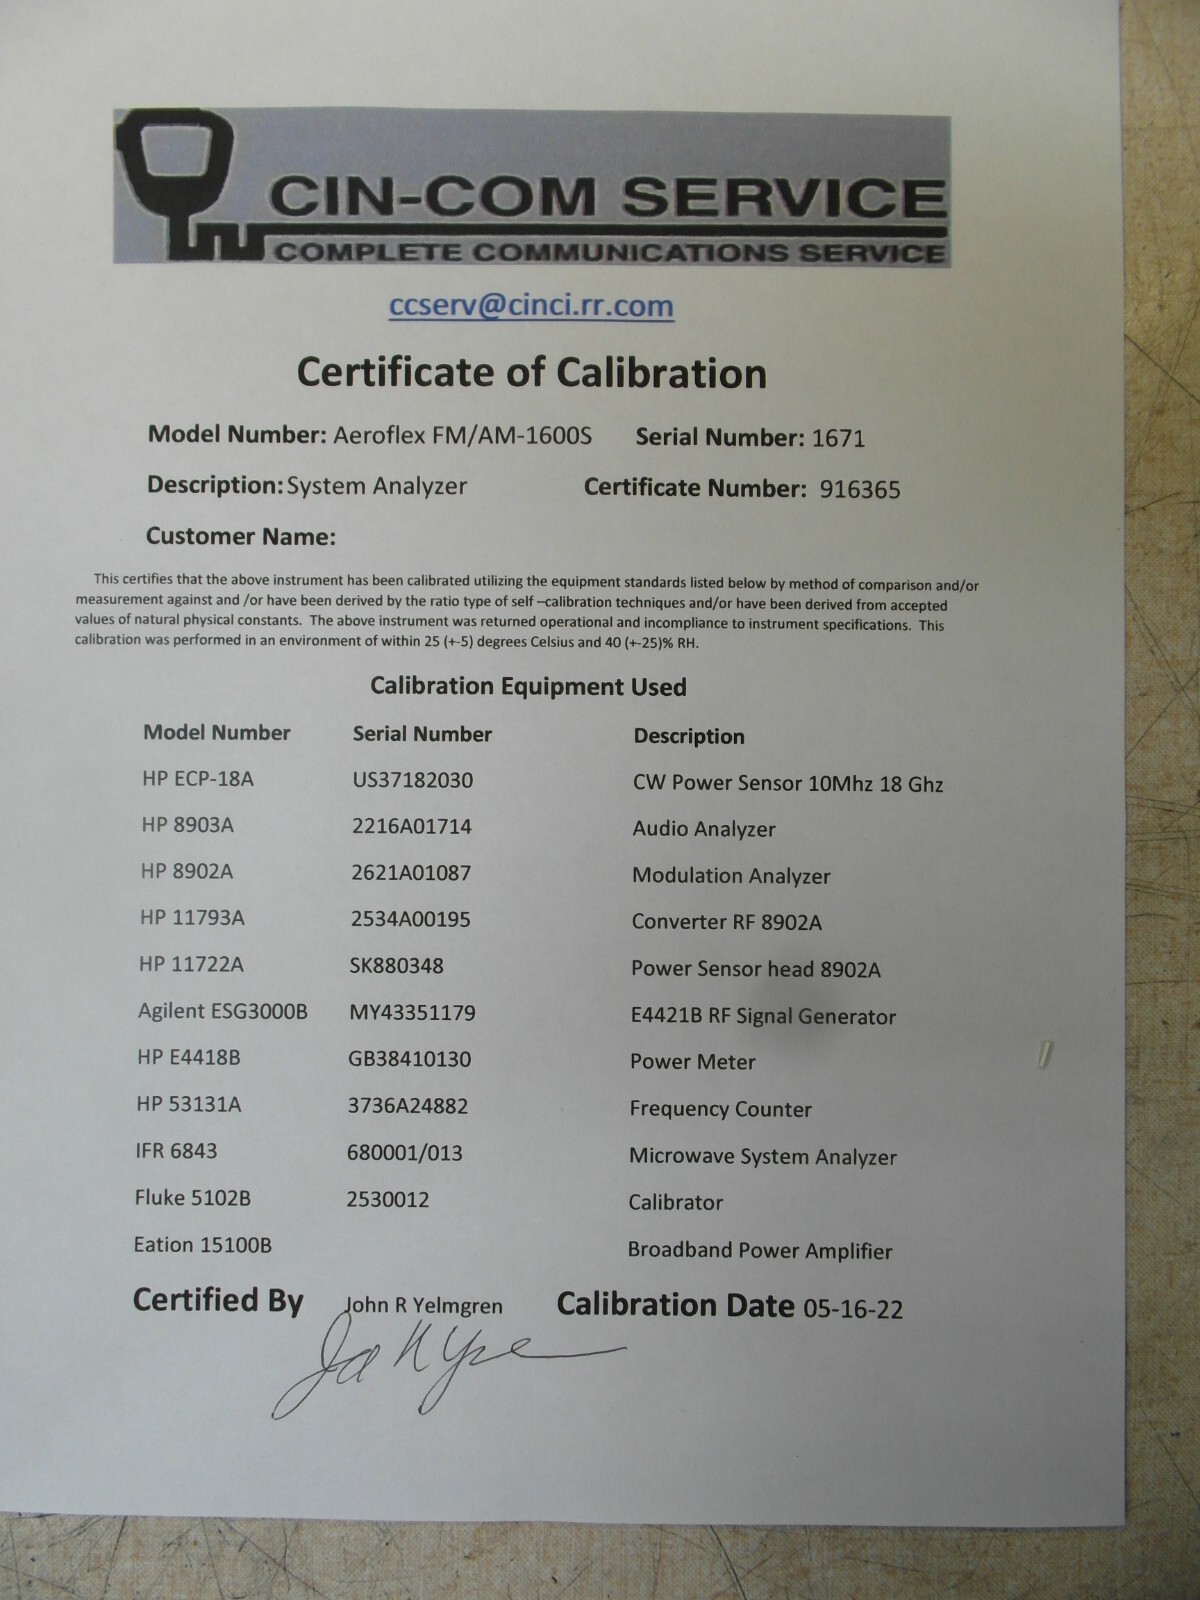 CIN-COM SERVICE
COMPLETE COMMUNICATIONS SERVICE
ccserv@cinci.rr.com
Certificate of Calibration
Model Number: Aeroflex FM/AM-1600S Serial Number: 1671
Description: System Analyzer Certificate Number: 916365
Customer Name:
This certifies that the above instrument has been calibrated utilizing the equipment standards listed below by method of comparison and/or
measurement against and /or have been derived by the ratio type of self –calibration techniques and/or have been derived from accepted
values of natural physical constants. The above instrument was returned operational and incompliance to instrument specifications. This
calibration was performed in an environment of within 25 (+-5) degrees Celsius and 40 (+-25)% RH.
Calibration Equipment Used
Model Number Serial Number Description
HP ECP-18A US37182030 CW Power Sensor 10Mhz 18 Ghz
HP 8903A 2216A01714 Audio Analyzer
HP 8902A 2621A01087 Modulation Analyzer
HP 11793A 2534A00195 Converter RF 8902A
HP 11722A SK880348 Power Sensor head 8902A
Agilent ESG3000B MY43351179 E4421B RF Signal Generator
HP E4418B GB38410130 Power Meter
HP 53131A 3736A24882 Frequency Counter
IFR 6843 680001/013 Microwave System Analyzer
Fluke 5102B 2530012 Calibrator
Eation 15100B Broadband Power Amplifier
Certified By John R Yelmgren Calibration Date 05-16-22